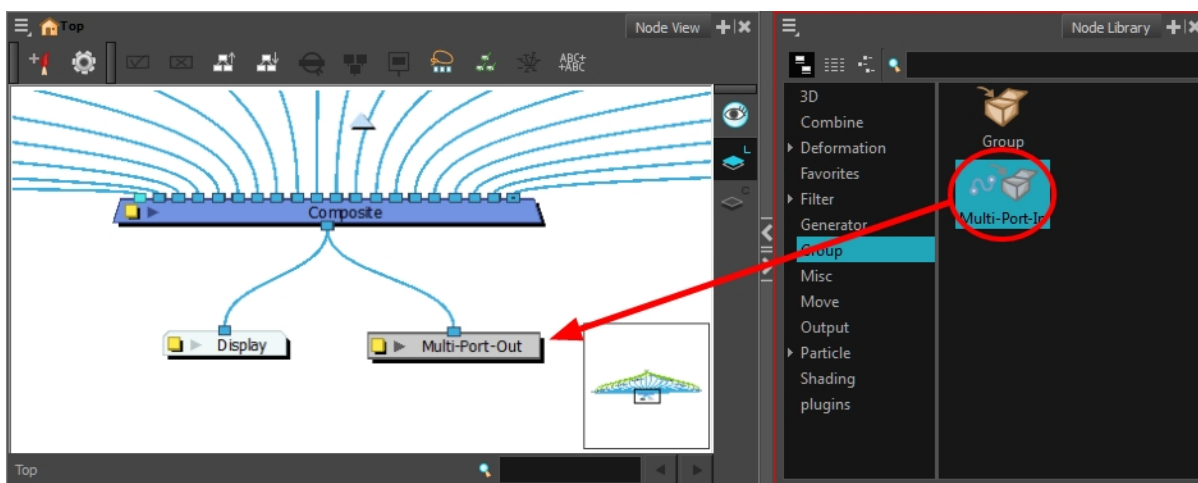 Top
Node View
Node Library
ABC+
+ABC
L
C
Composite
Display
Multi-Port-Out
Top
3D
Combine
Deformation
Favorites
Filter
Generator
Group
Misc
Move
Output
Particle
Shading
plugins
Group
Multi-Port-In